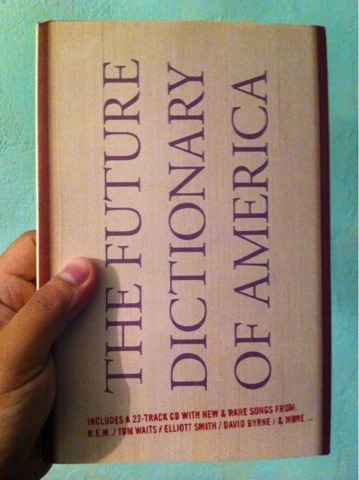 THE FUTURE
DICTIONARY
OF AMERICA
INCLUDES A 22-TRACK CD WITH NEW & RARE SONGS FROM:
R.E.M. / TOM WAITS / ELLIOTT SMITH / DAVID BYRNE / & MORE ...